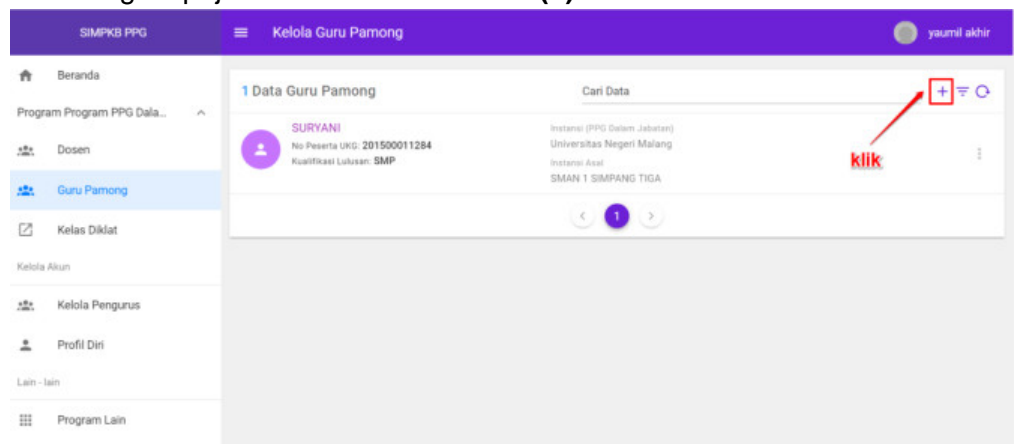 SIMPKB PPG
Kelola Guru Pamong
yaumil akhir
Beranda
Program Program PPG Dala...
Dosen
Guru Pamong
Kelas Diklat
Kelola Akun
Kelola Pengurus
Profil Diri
Lain - lain
Program Lain
1 Data Guru Pamong
Cari Data
klik
SURYANI
No Peserta UKG: 201500011284
Kualifikasi Lulusan: SMP
Instansi (PPG Dalam Jabatan)
Universitas Negeri Malang
Instansi Asal
SMAN 1 SIMPANG TIGA
1